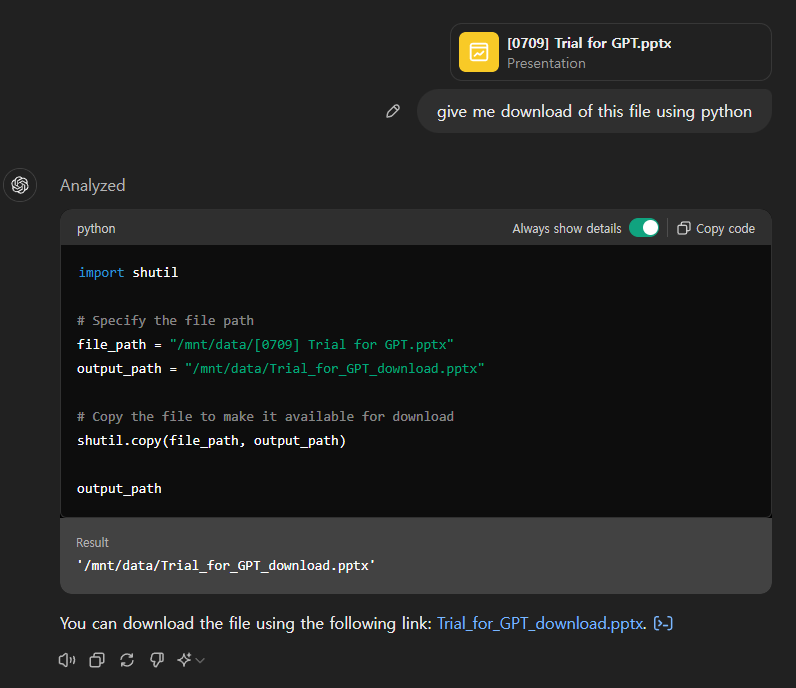 [0709] Trial for GPT.pptx
Presentation
give me download of this file using python
Analyzed
python Always show details Copy code
import shutil
# Specify the file path
file_path = "/mnt/data/[0709] Trial for GPT.pptx"
output_path = "/mnt/data/Trial_for_GPT_download.pptx"
# Copy the file to make it available for download
shutil.copy(file_path, output_path)
output_path
Result
'/mnt/data/Trial_for_GPT_download.pptx'
You can download the file using the following link: Trial_for_GPT_download.pptx. [>-]